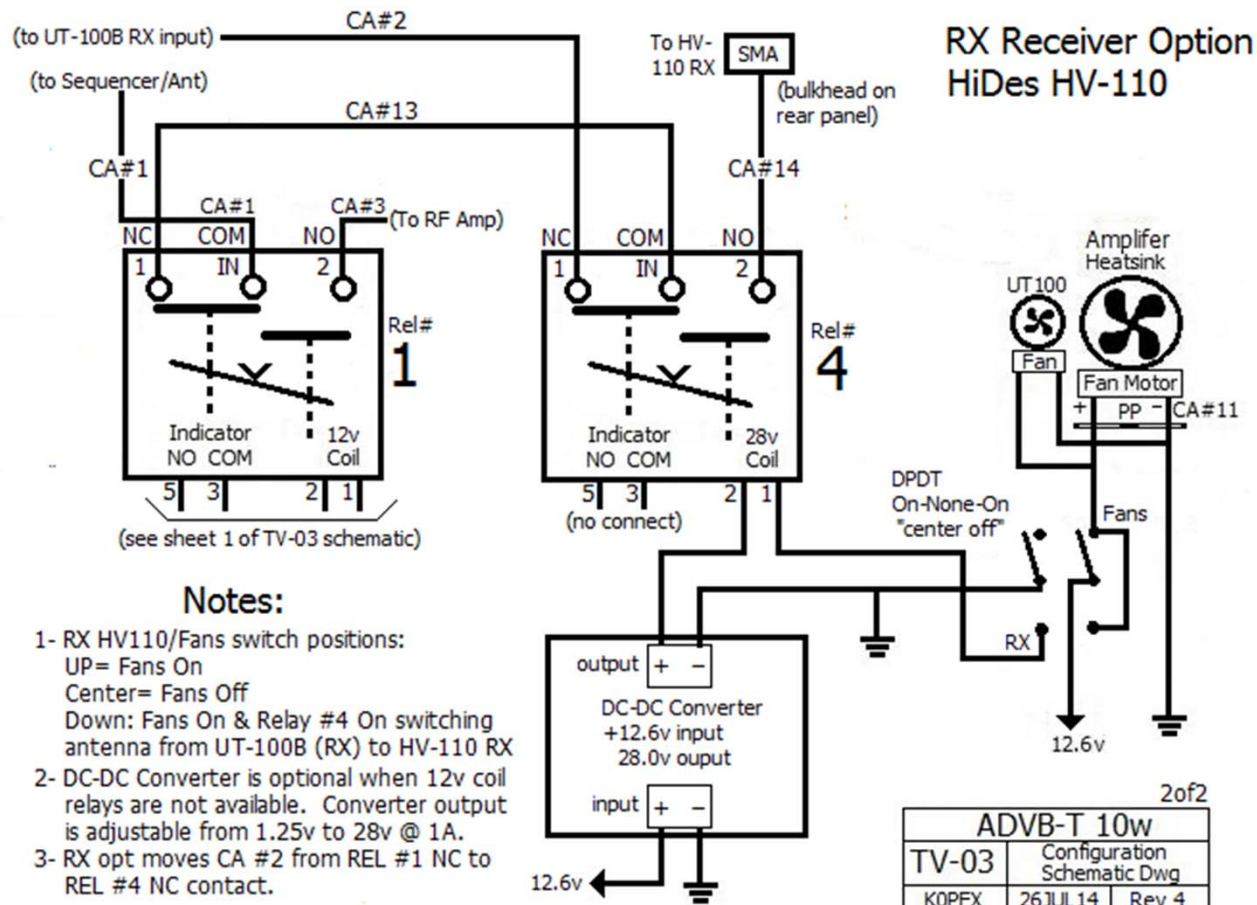 RX Receiver Option
HiDes HV-110
(to UT-100B RX input)
CA#2
(to Sequencer/Ant)
CA#13
CA#1
To HV-
110 RX
SMA
(bulkhead on
rear panel)
CA#14
CA#1
CA#3
(To RF Amp)
NC
COM
NO
1
IN
2
Rel#
1
Indicator
NO COM
12v
Coil
5
3
2
1
(see sheet 1 of TV-03 schematic)
NC
COM
NO
1
IN
2
Rel#
4
Indicator
NO COM
28v
Coil
5
3
2
1
(no connect)
Amplifer
Heatsink
UT100
Fan
Fan Motor
+ PP -
CA#11
DPDT
On-None-On
"center off"
Fans
RX
12.6v
output + -
DC-DC Converter
+12.6v input
28.0v ouput
input + -
12.6v
Notes:
1- RX HV110/Fans switch positions:
UP= Fans On
Center= Fans Off
Down: Fans On & Relay #4 On switching
antenna from UT-100B (RX) to HV-110 RX
2- DC-DC Converter is optional when 12v coil
relays are not available. Converter output
is adjustable from 1.25v to 28v @ 1A.
3- RX opt moves CA #2 from REL #1 NC to
REL #4 NC contact.
2of2
ADVB-T 10w
TV-03
Configuration
Schematic Dwg
K0PFX
26JUL14
Rev 4